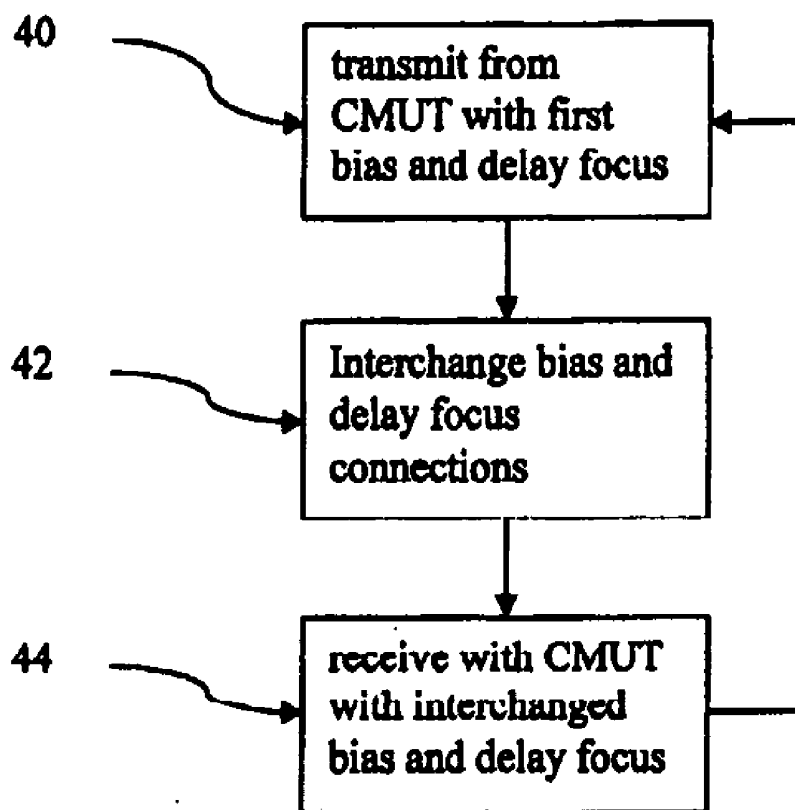 40
transmit from
CMUT with first
bias and delay focus
42
Interchange bias and
delay focus
connections
44
receive with CMUT
with interchanged
bias and delay focus